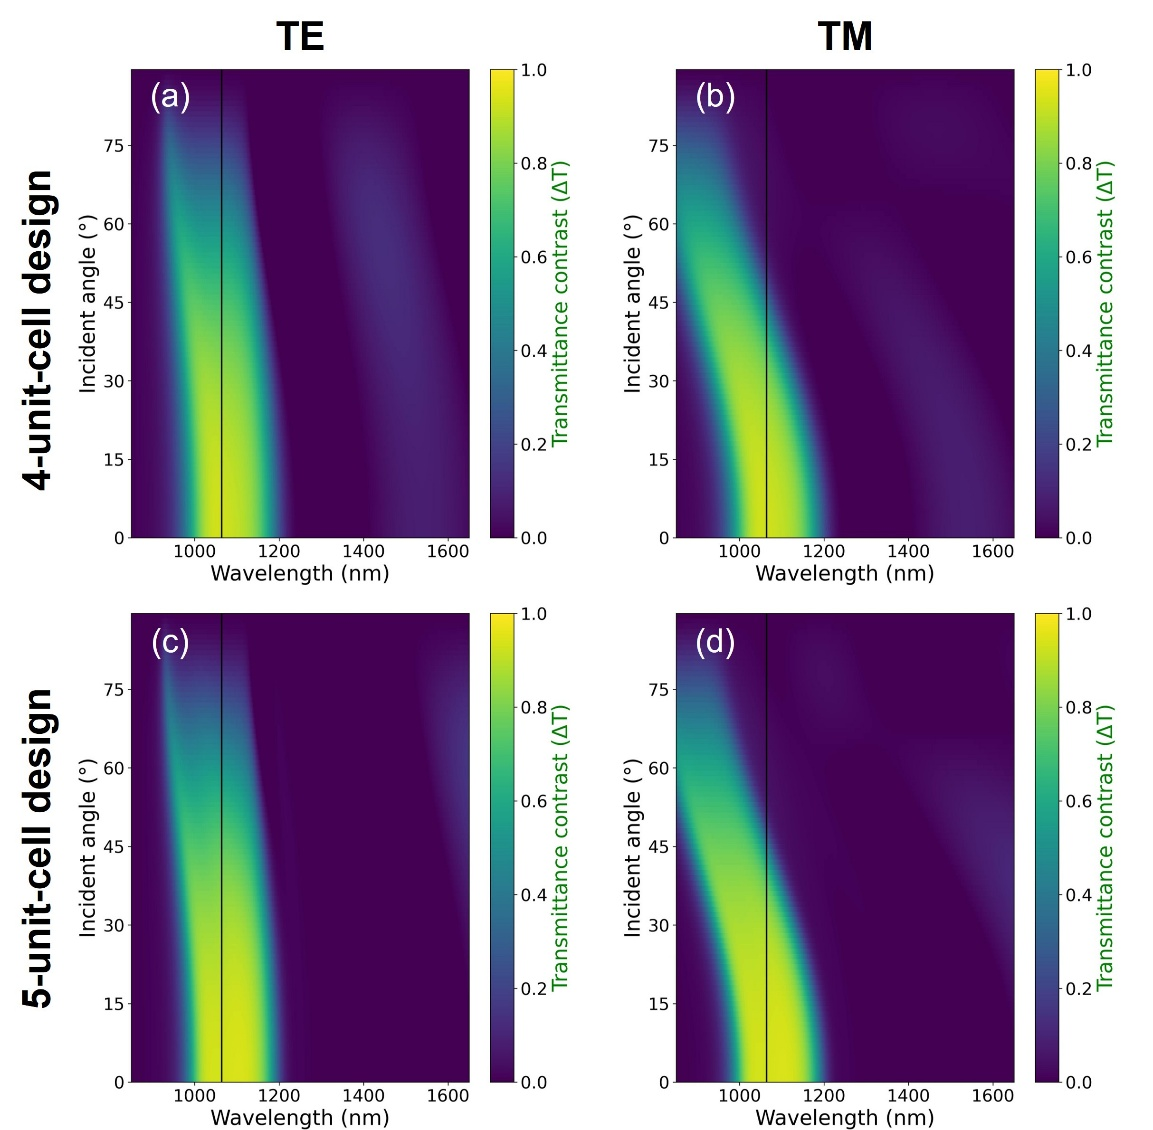 TE
TM
4-unit-cell design
(a)
75
60
45
30
15
0
Incident angle (°)
1000 1200 1400 1600
Wavelength (nm)
1.0
0.8
0.6
0.4
0.2
0.0
Transmittance contrast (ΔT)
(b)
75
60
45
30
15
0
Incident angle (°)
1000 1200 1400 1600
Wavelength (nm)
1.0
0.8
0.6
0.4
0.2
0.0
Transmittance contrast (ΔT)
5-unit-cell design
(c)
75
60
45
30
15
0
Incident angle (°)
1000 1200 1400 1600
Wavelength (nm)
1.0
0.8
0.6
0.4
0.2
0.0
Transmittance contrast (ΔT)
(d)
75
60
45
30
15
0
Incident angle (°)
1000 1200 1400 1600
Wavelength (nm)
1.0
0.8
0.6
0.4
0.2
0.0
Transmittance contrast (ΔT)